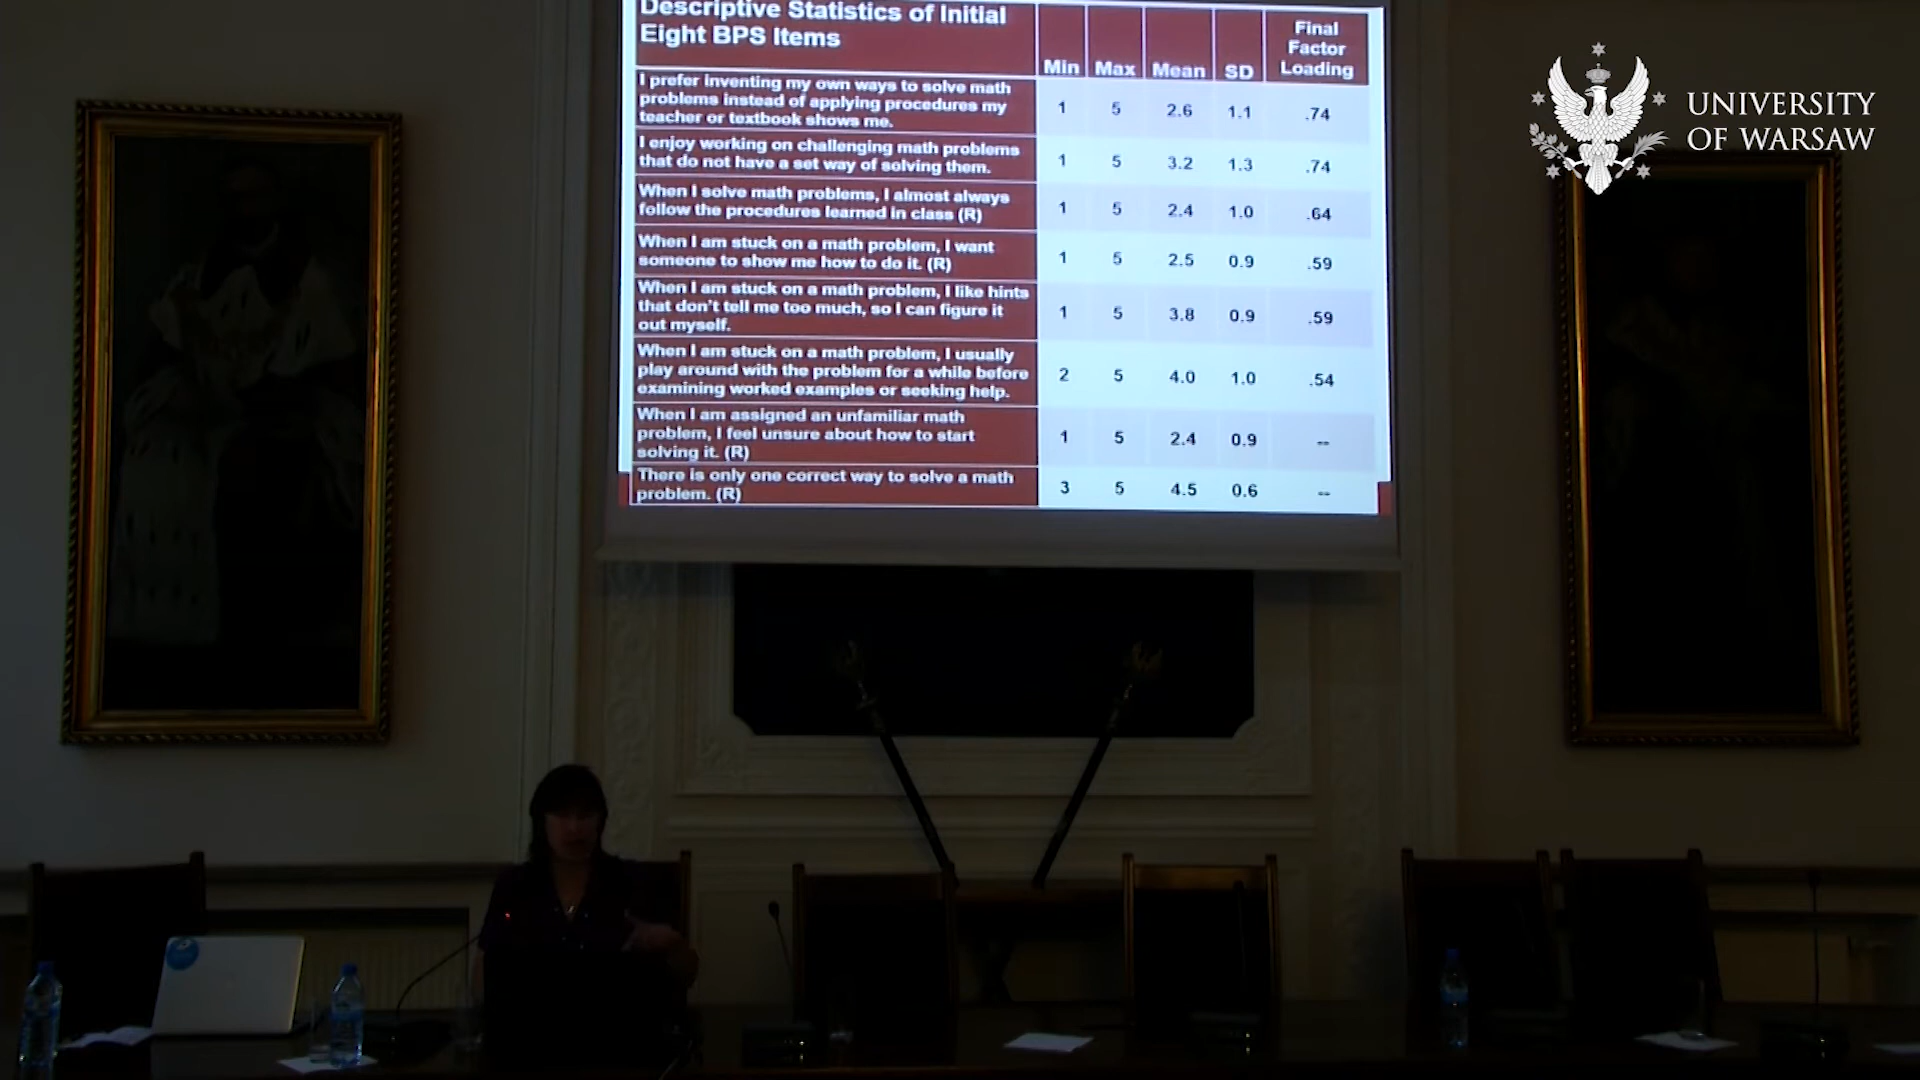 Descriptive Statistics of Initial
Eight BPS Items
Min Max Mean SD Final
Factor
Loading
I prefer inventing my own ways to solve math
problems instead of applying procedures my
teacher or textbook shows me.
1 5 2.6 1.1 .74
I enjoy working on challenging math problems
that do not have a set way of solving them.
1 5 3.2 1.3 .74
When I solve math problems, I almost always
follow the procedures learned in class (R)
1 5 2.4 1.0 .64
When I am stuck on a math problem, I want
someone to show me how to do it. (R)
1 5 2.5 0.9 .59
When I am stuck on a math problem, I like hints
that don't tell me too much, so I can figure it
out myself.
1 5 3.8 0.9 .59
When I am stuck on a math problem, I usually
play around with the problem for a while before
examining worked examples or seeking help.
2 5 4.0 1.0 .54
When I am assigned an unfamiliar math
problem, I feel unsure about how to start
solving it. (R)
1 5 2.4 0.9 --
There is only one correct way to solve a math
problem. (R)
3 5 4.5 0.6 --
UNIVERSITY
OF WARSAW